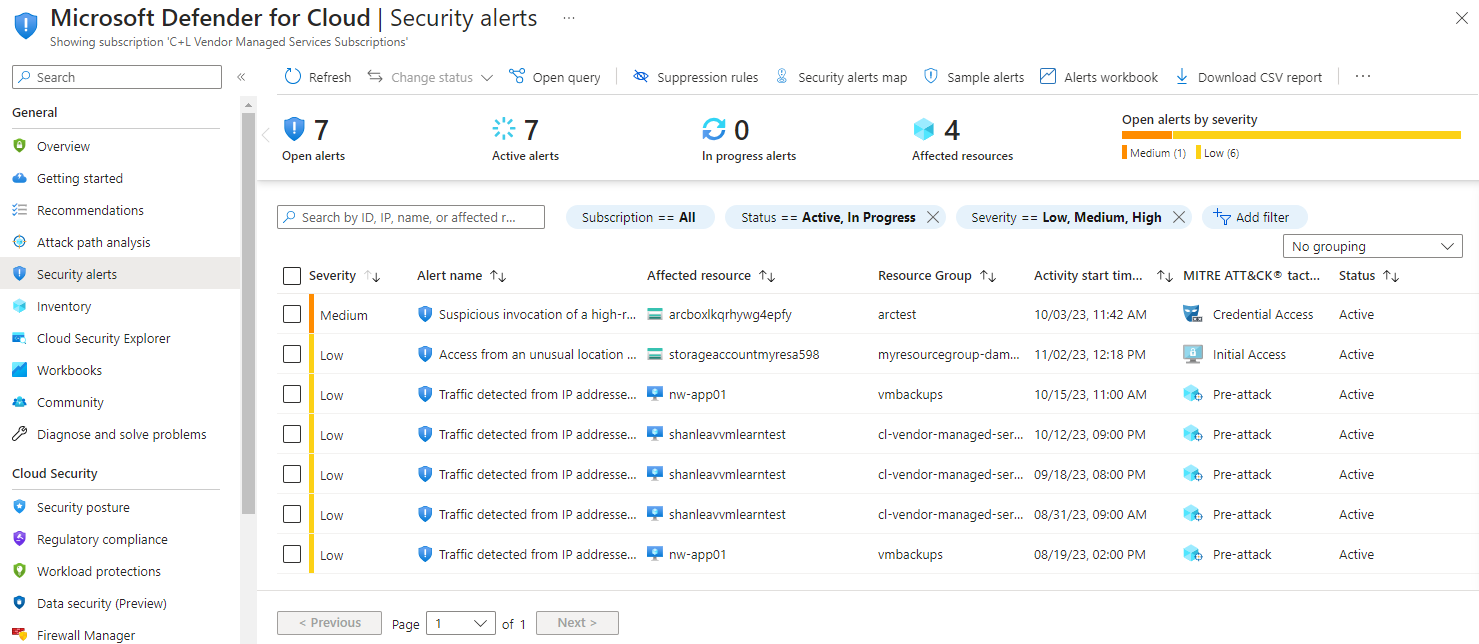 Microsoft Defender for Cloud | Security alerts ...
Showing subscription 'C+L Vendor Managed Services Subscriptions'
Search
General
Overview
Getting started
Recommendations
Attack path analysis
Security alerts
Inventory
Cloud Security Explorer
Workbooks
Community
Diagnose and solve problems
Cloud Security
Security posture
Regulatory compliance
Workload protections
Data security (Preview)
Firewall Manager
Refresh Change status Open query Suppression rules Security alerts map Sample alerts Alerts workbook Download CSV report ...
7 Open alerts
7 Active alerts
0 In progress alerts
4 Affected resources
Open alerts by severity
Medium (1) Low (6)
Search by ID, IP, name, or affected r... Subscription == All Status == Active, In Progress Severity == Low, Medium, High Add filter
No grouping
Severity Alert name Affected resource Resource Group Activity start tim... MITRE ATT&CK® tact... Status
Medium Suspicious invocation of a high-r... arcboxlkqrhywg4epfy arctest 10/03/23, 11:42 AM Credential Access Active
Low Access from an unusual location ... storageaccountmyresa598 myresourcegroup-dam... 11/02/23, 12:18 PM Initial Access Active
Low Traffic detected from IP addresse... nw-app01 vmbackups 10/15/23, 11:00 AM Pre-attack Active
Low Traffic detected from IP addresse... shanleavvmlearntest cl-vendor-managed-ser... 10/12/23, 09:00 PM Pre-attack Active
Low Traffic detected from IP addresse... shanleavvmlearntest cl-vendor-managed-ser... 09/18/23, 08:00 PM Pre-attack Active
Low Traffic detected from IP addresse... shanleavvmlearntest cl-vendor-managed-ser... 08/31/23, 09:00 AM Pre-attack Active
Low Traffic detected from IP addresse... nw-app01 vmbackups 08/19/23, 02:00 PM Pre-attack Active
< Previous Page 1 of 1 Next >